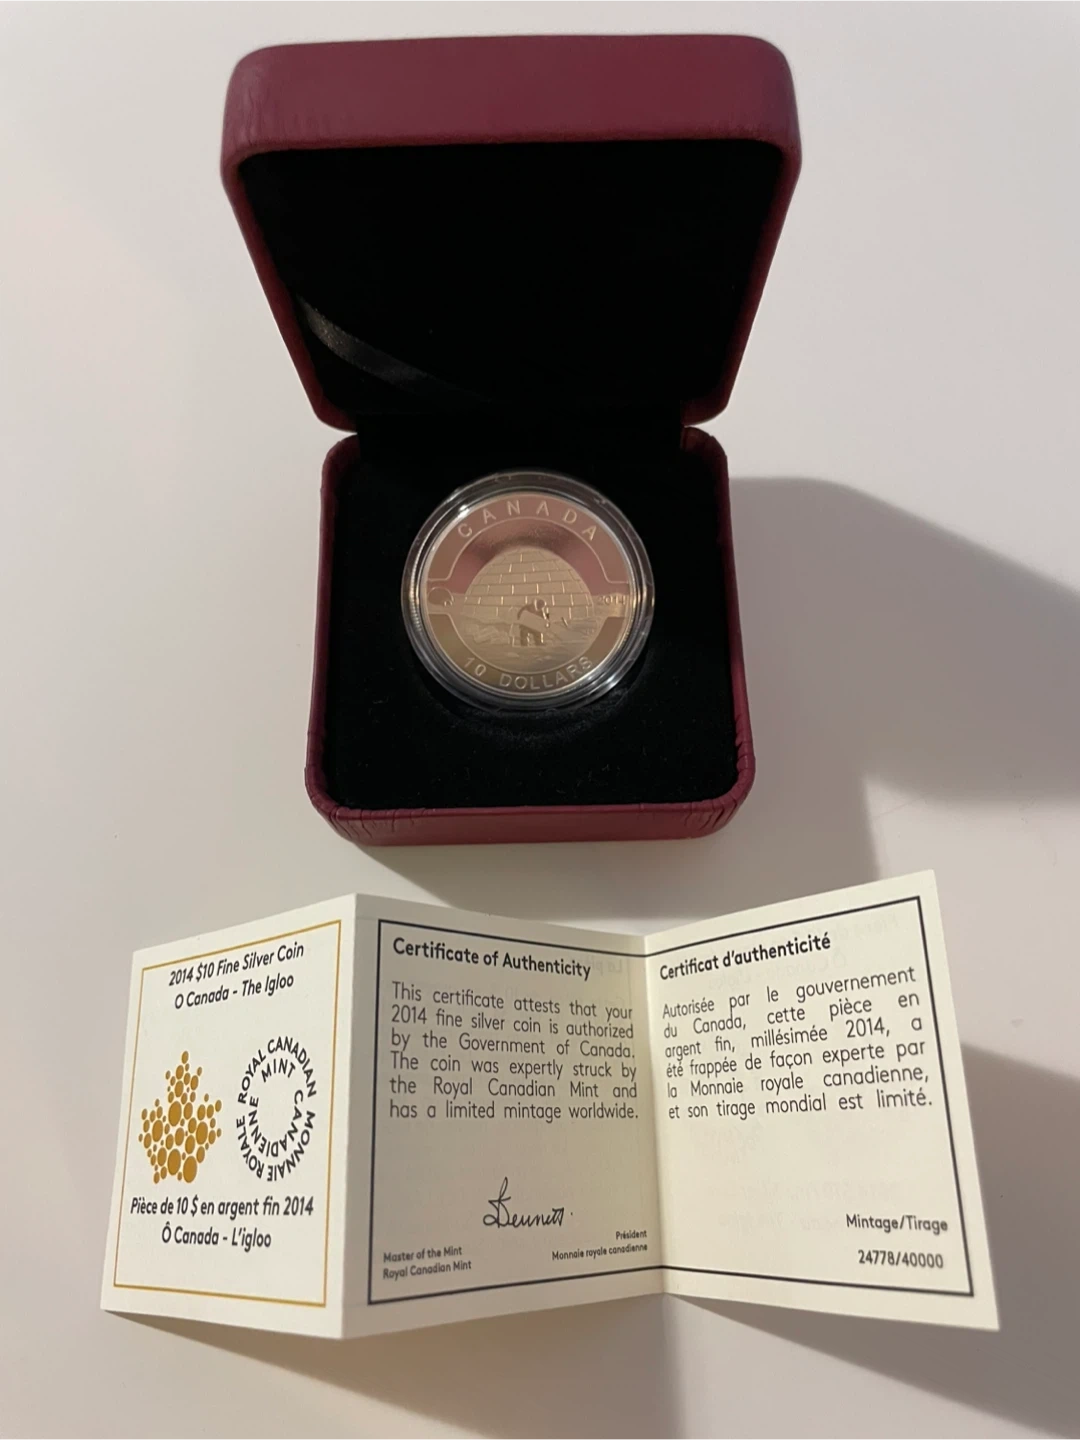 CANADA
2014
10 DOLLARS
2014 $10 Fine Silver Coin
O Canada - The Igloo
ROYAL CANADIAN MINT
MONNAIE ROYALE CANADIENNE
Pièce de 10 $ en argent fin 2014
Ô Canada - L'igloo
Certificate of Authenticity
This certificate attests that your
2014 fine silver coin is authorized
by the Government of Canada.
The coin was expertly struck by
the Royal Canadian Mint and
has a limited mintage worldwide.
Bennett
Master of the Mint
Royal Canadian Mint
Président
Monnaie royale canadienne
Certificat d'authenticité
Autorisée par le gouvernement
du Canada, cette pièce en
argent fin, millésimée 2014, a
été frappée de façon experte par
la Monnaie royale canadienne,
et son tirage mondial est limité.
Mintage/Tirage
24778/40000